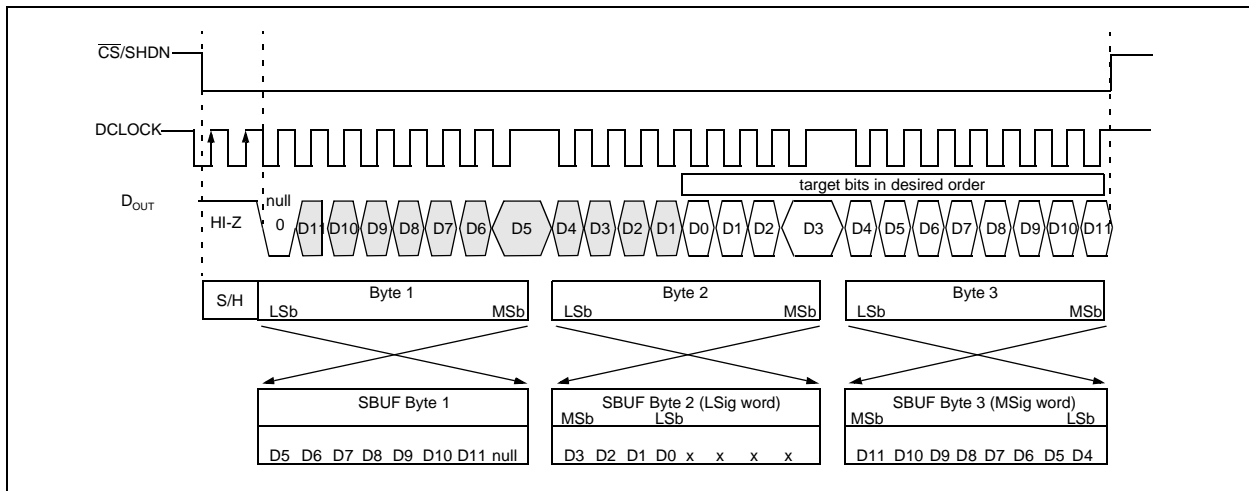 CS/SHDN
DCLOCK
target bits in desired order
DOUT
HI-Z
null
0
D11 D10 D9 D8 D7 D6 D5 D4 D3 D2 D1 D0 D1 D2 D3 D4 D5 D6 D7 D8 D9 D10 D11
S/H
Byte 1
LSb MSb
Byte 2
LSb MSb
Byte 3
LSb MSb
SBUF Byte 1
D5 D6 D7 D8 D9 D10 D11 null
SBUF Byte 2 (LSig word)
MSb LSb
D3 D2 D1 D0 x x x x
SBUF Byte 3 (MSig word)
MSb LSb
D11 D10 D9 D8 D7 D6 D5 D4